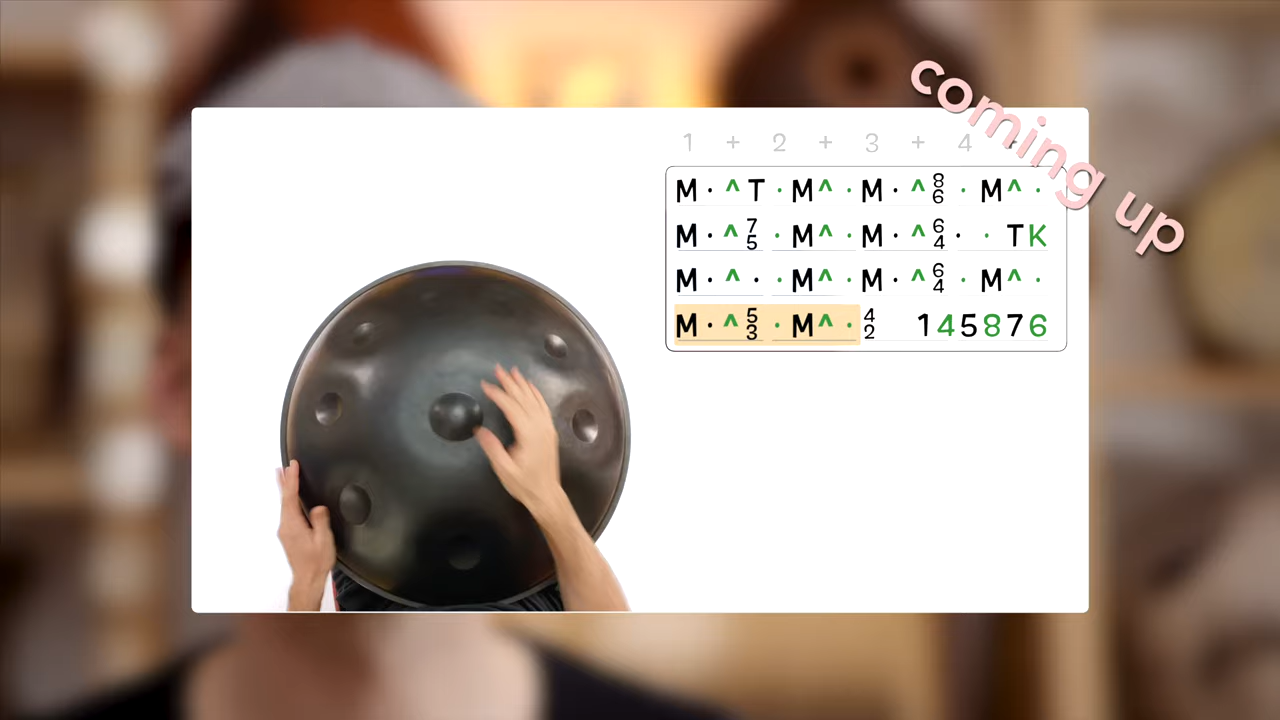 coming up
1 + 2 + 3 + 4
M · ^ T · M ^ · M · ^ 8 6 · M ^ ·
M · ^ 7 5 · M ^ · M · ^ 6 4 · · T K
M · ^ · · M ^ · M · ^ 6 4 · M ^ ·
M · ^ 5 3 · M ^ · 4 2 1 4 5 8 7 6